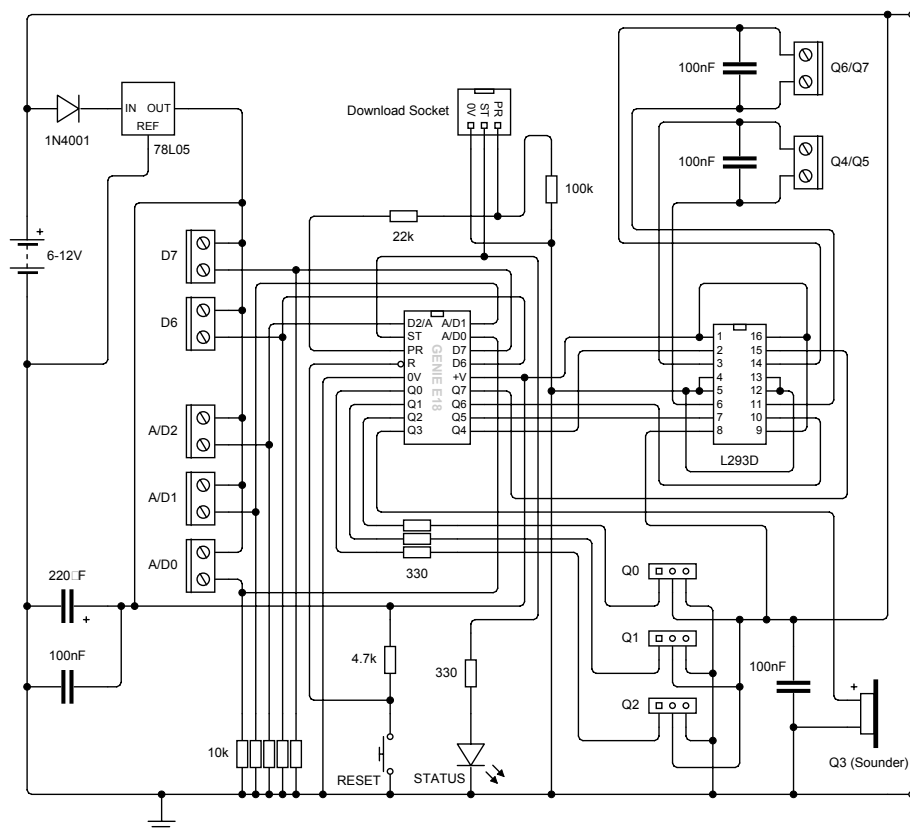 Q6/Q7
100nF
IN OUT
REF
1N4001
78L05
Download Socket
0V
ST
PR
Q4/Q5
100nF
100k
22k
+
6-12V
D7
D6
D2/A
ST
PR
R
0V
Q0
Q1
Q2
Q3
GENIE E18
A/D1
A/D0
D7
D6
+V
Q7
Q6
Q5
Q4
1
2
3
4
5
6
7
8
16
15
14
13
12
11
10
9
L293D
A/D2
A/D1
A/D0
330
220□F
+
100nF
4.7k
330
Q0
Q1
Q2
100nF
+
10k
RESET
STATUS
Q3 (Sounder)